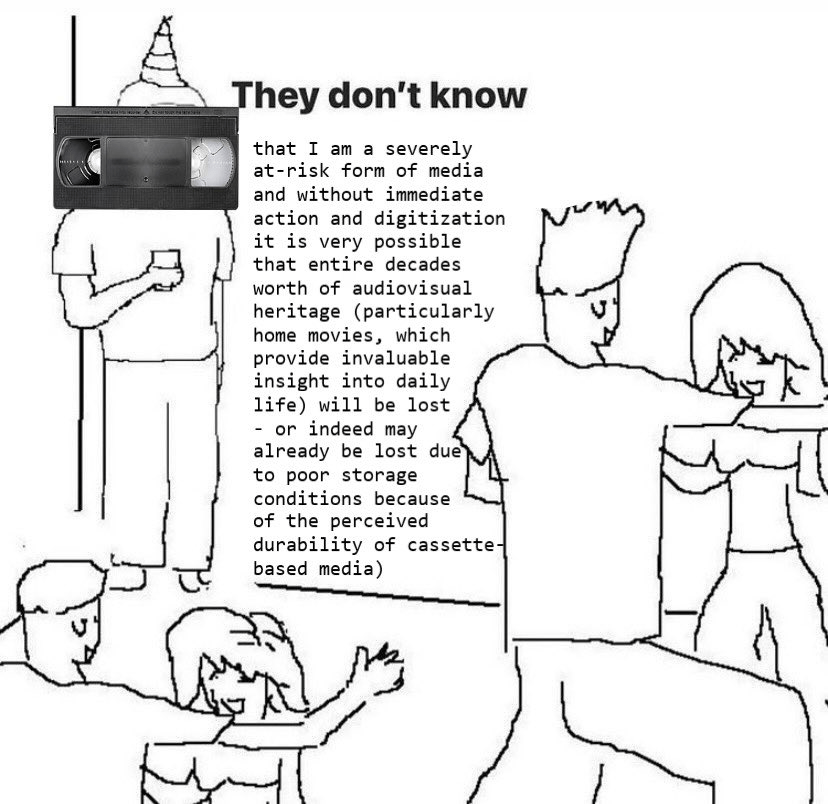 They don't know
that I am a severely
at-risk form of media
and without immediate
action and digitization
it is very possible
that entire decades
worth of audiovisual
heritage (particularly
home movies, which
provide invaluable
insight into daily
life) will be lost
- or indeed may
already be lost due
to poor storage
conditions because
of the perceived
durability of cassette-
based media)